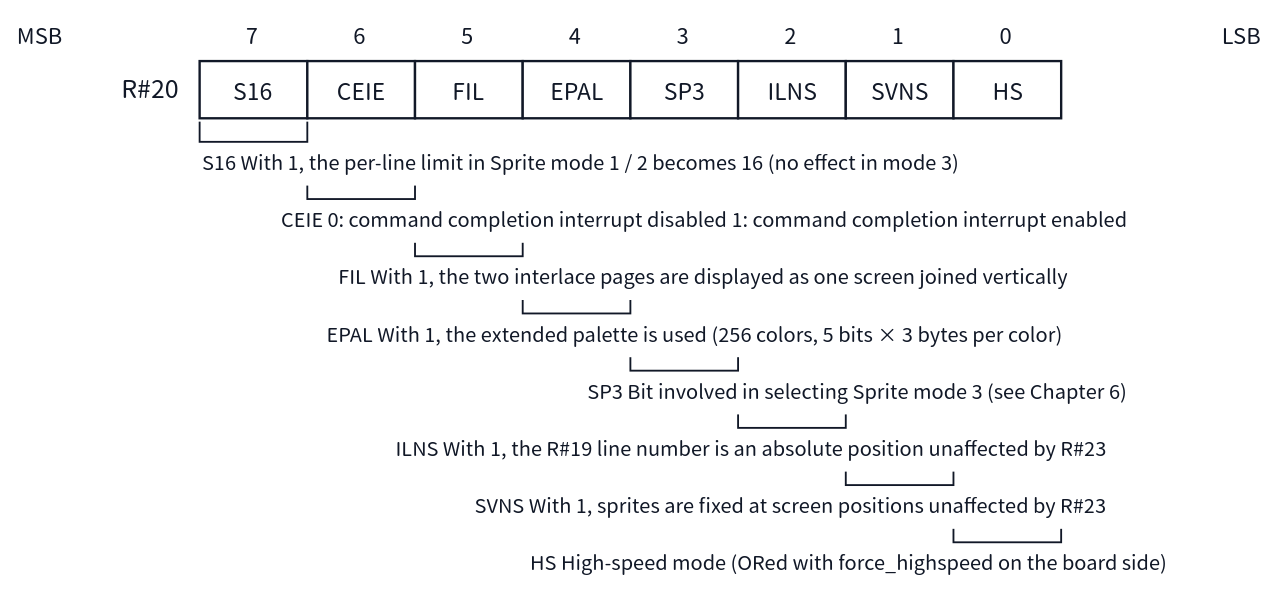 MSB 7 6 5 4 3 2 1 0 LSB
R#20 S16 CEIE FIL EPAL SP3 ILNS SVNS HS
S16 With 1, the per-line limit in Sprite mode 1 / 2 becomes 16 (no effect in mode 3)
CEIE 0: command completion interrupt disabled 1: command completion interrupt enabled
FIL With 1, the two interlace pages are displayed as one screen joined vertically
EPAL With 1, the extended palette is used (256 colors, 5 bits × 3 bytes per color)
SP3 Bit involved in selecting Sprite mode 3 (see Chapter 6)
ILNS With 1, the R#19 line number is an absolute position unaffected by R#23
SVNS With 1, sprites are fixed at screen positions unaffected by R#23
HS High-speed mode (ORed with force_highspeed on the board side)